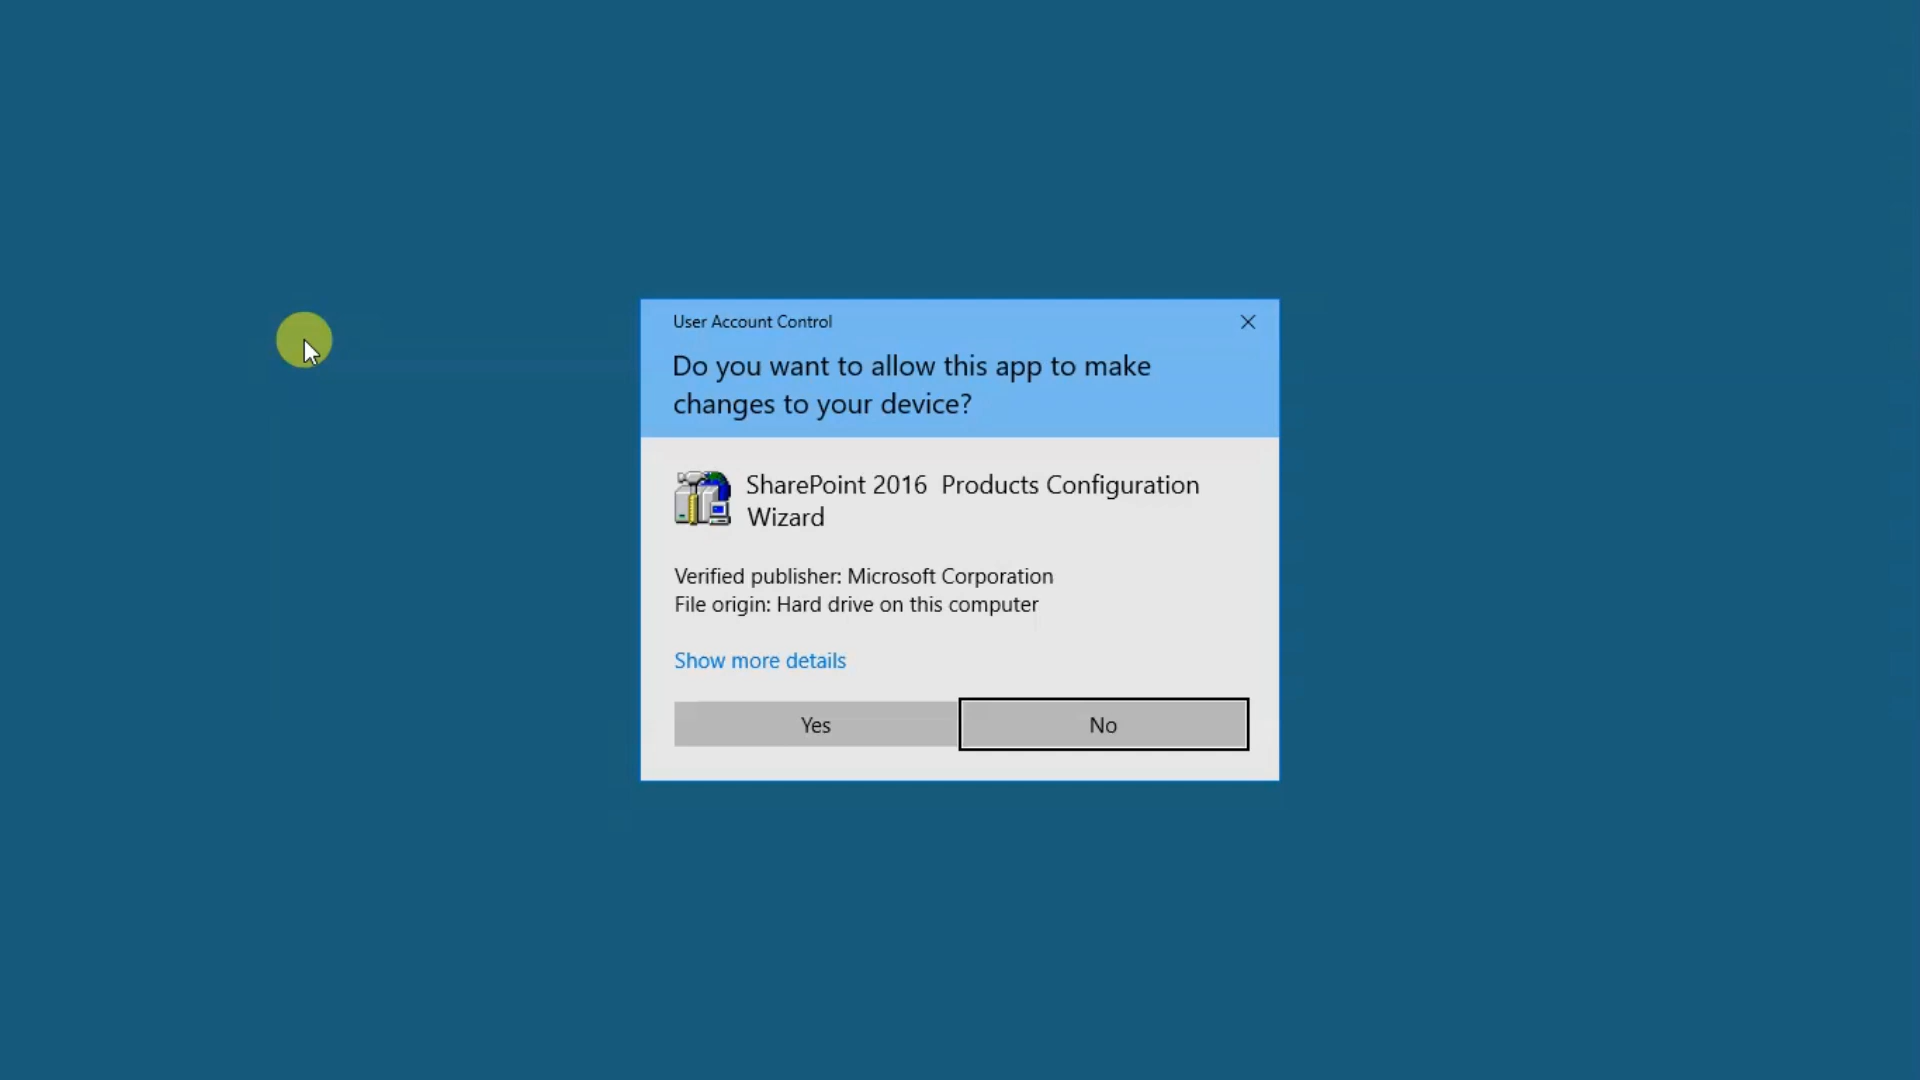 User Account Control
Do you want to allow this app to make
changes to your device?
SharePoint 2016  Products Configuration
Wizard
Verified publisher: Microsoft Corporation
File origin: Hard drive on this computer
Show more details
Yes
No